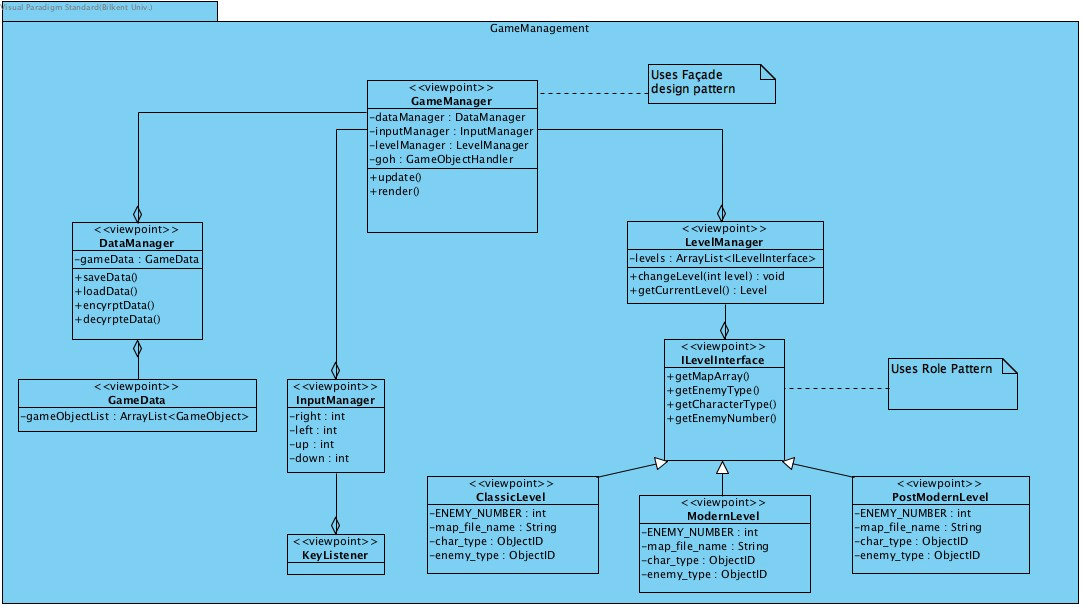 Visual Paradigm Standard(Bilkent Univ.)
GameManagement
<<viewpoint>>
GameManager
-dataManager : DataManager
-inputManager : InputManager
-levelManager : LevelManager
-goh : GameObjectHandler
+update()
+render()
Uses Façade
design pattern
<<viewpoint>>
DataManager
-gameData : GameData
+saveData()
+loadData()
+encyrptData()
+decyrpteData()
<<viewpoint>>
LevelManager
-levels : ArrayList<ILevelInterface>
+changeLevel(int level) : void
+getCurrentLevel() : Level
<<viewpoint>>
ILevelInterface
+getMapArray()
+getEnemyType()
+getCharacterType()
+getEnemyNumber()
Uses Role Pattern
<<viewpoint>>
GameData
-gameObjectList : ArrayList<GameObject>
<<viewpoint>>
InputManager
-right : int
-left : int
-up : int
-down : int
<<viewpoint>>
KeyListener
<<viewpoint>>
ClassicLevel
-ENEMY_NUMBER : int
-map_file_name : String
-char_type : ObJectID
-enemy_type : ObjectID
<<viewpoint>>
ModernLevel
-ENEMY_NUMBER : int
-map_file_name : String
-char_type : ObjectID
-enemy_type : ObjectID
<<viewpoint>>
PostModernLevel
-ENEMY_NUMBER : int
-map_file_name : String
-char_type : ObjectID
-enemy_type : ObjectID